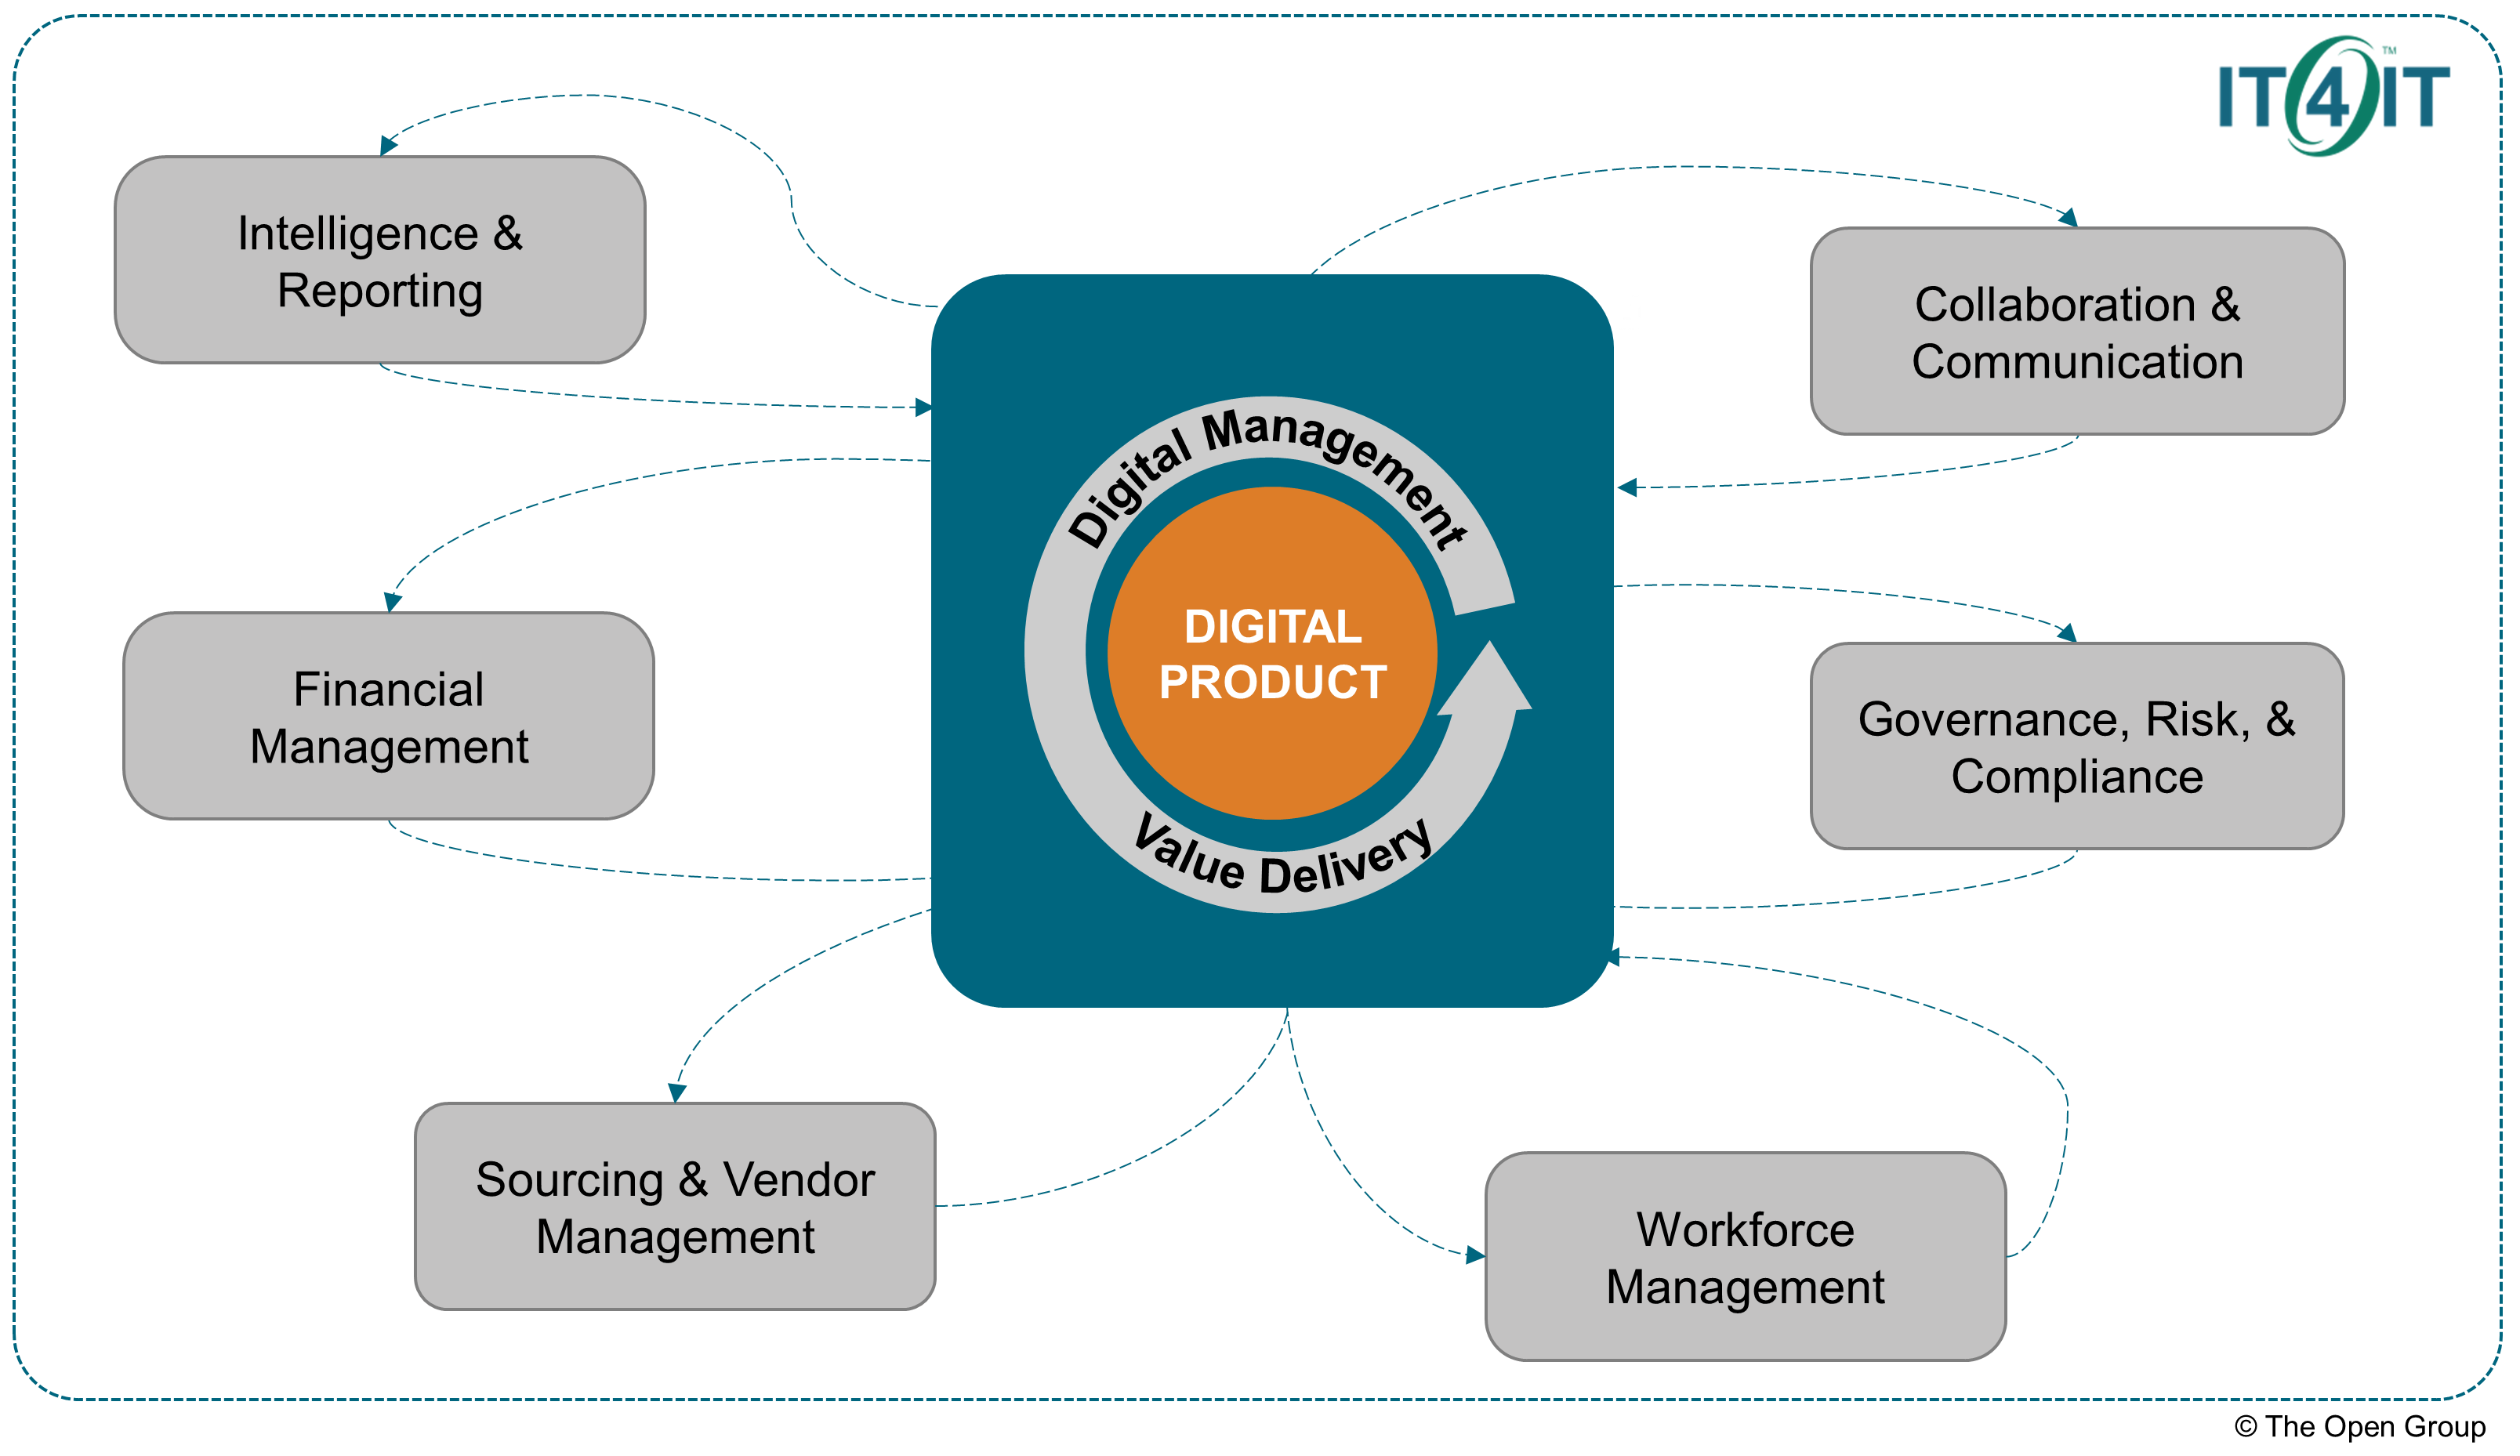 IT4IT™
Intelligence &
Reporting
Collaboration &
Communication
Digital Management
DIGITAL
PRODUCT
Value Delivery
Financial
Management
Governance, Risk, &
Compliance
Sourcing & Vendor
Management
Workforce
Management
© The Open Group